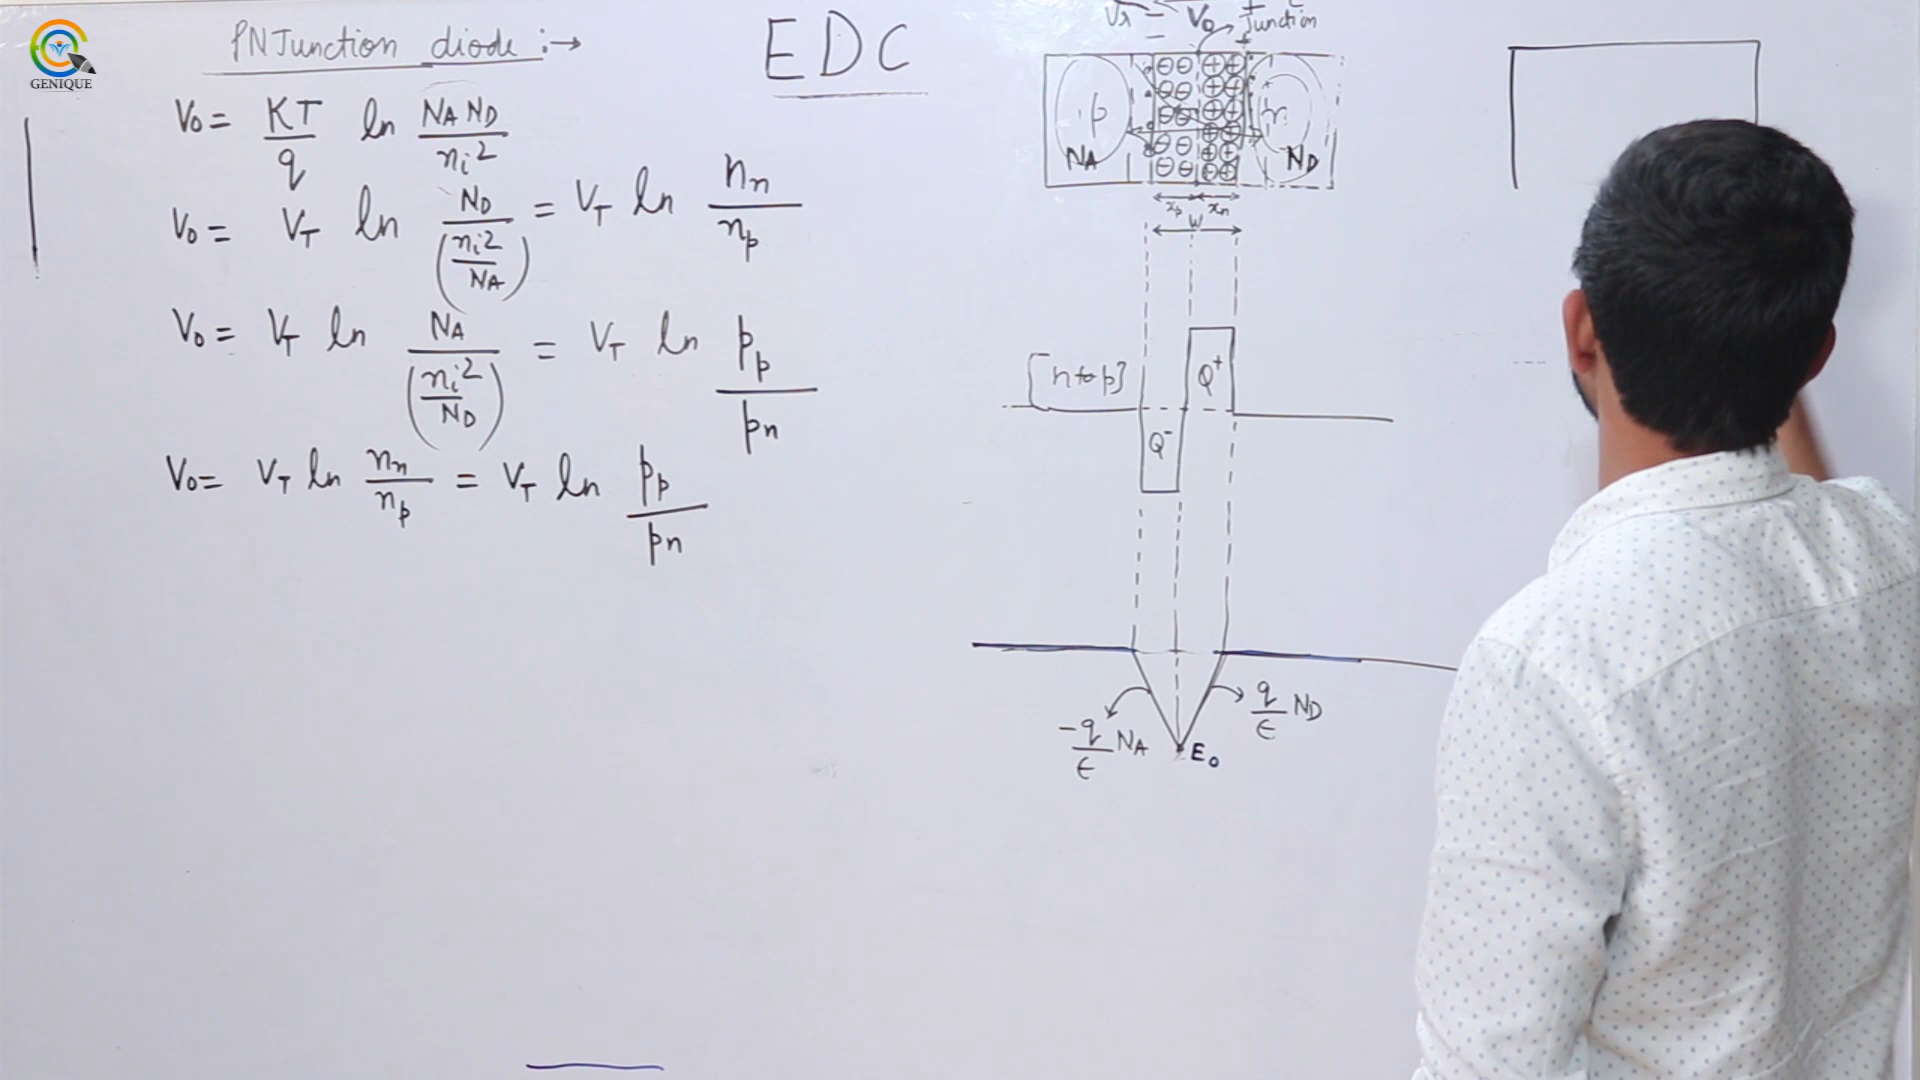 GENIQUE
PN Junction diode :→
EDC
V0 = KT/q ln NA ND/ni²
V0 = VT ln ND/(ni²/NA) = VT ln nn/np
V0 = VT ln NA/(ni²/ND) = VT ln pp/pn
V0 = VT ln nn/np = VT ln pp/pn
V0 Junction
p
n
NA
ND
xp xn
W
[n to p]
Q⁺
Q⁻
-q/ϵ NA
q/ϵ ND
E0